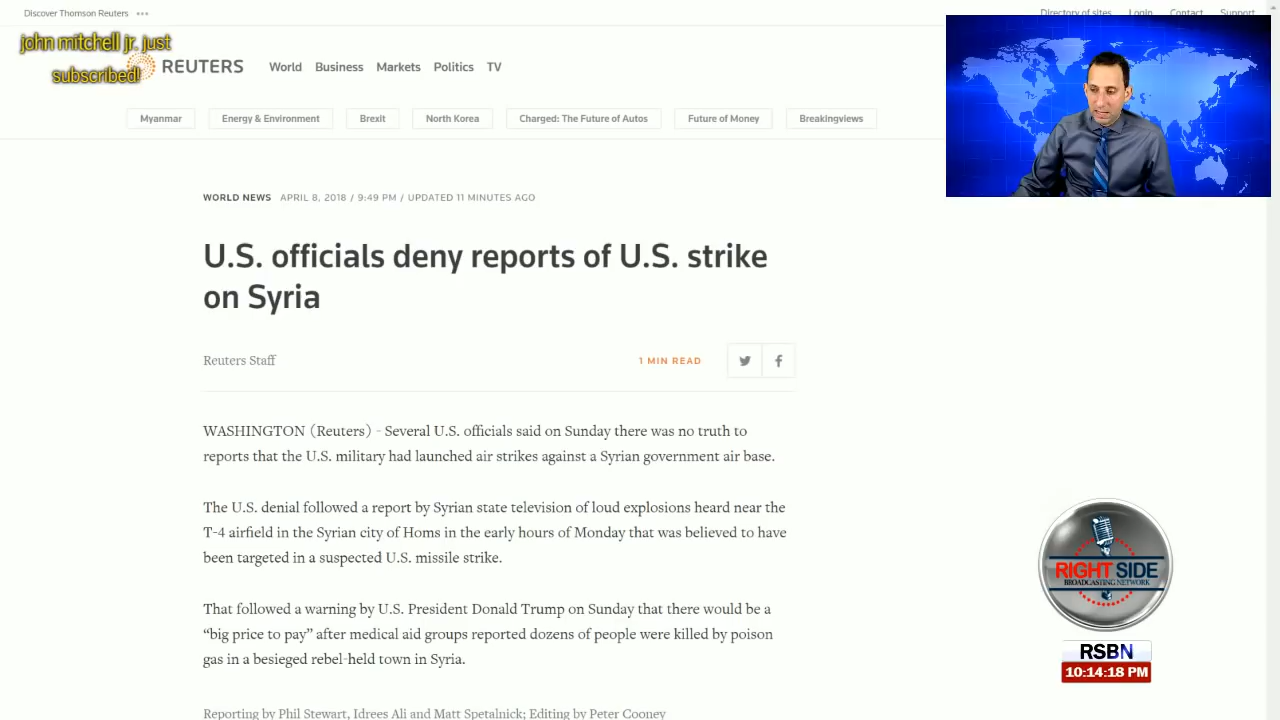 Discover Thomson Reuters
Directory of sites Login Contact Support
john mitchell jr. just
subscribed!
REUTERS World Business Markets Politics TV
Myanmar Energy & Environment Brexit North Korea Charged: The Future of Autos Future of Money Breakingviews
WORLD NEWS APRIL 8, 2018 / 9:49 PM / UPDATED 11 MINUTES AGO
U.S. officials deny reports of U.S. strike
on Syria
Reuters Staff 1 MIN READ
WASHINGTON (Reuters) - Several U.S. officials said on Sunday there was no truth to
reports that the U.S. military had launched air strikes against a Syrian government air base.
The U.S. denial followed a report by Syrian state television of loud explosions heard near the
T-4 airfield in the Syrian city of Homs in the early hours of Monday that was believed to have
been targeted in a suspected U.S. missile strike.
That followed a warning by U.S. President Donald Trump on Sunday that there would be a
“big price to pay” after medical aid groups reported dozens of people were killed by poison
gas in a besieged rebel-held town in Syria.
Reporting by Phil Stewart, Idrees Ali and Matt Spetalnick; Editing by Peter Cooney
RIGHT SIDE
BROADCASTING NETWORK
RSBN
10:14:18 PM